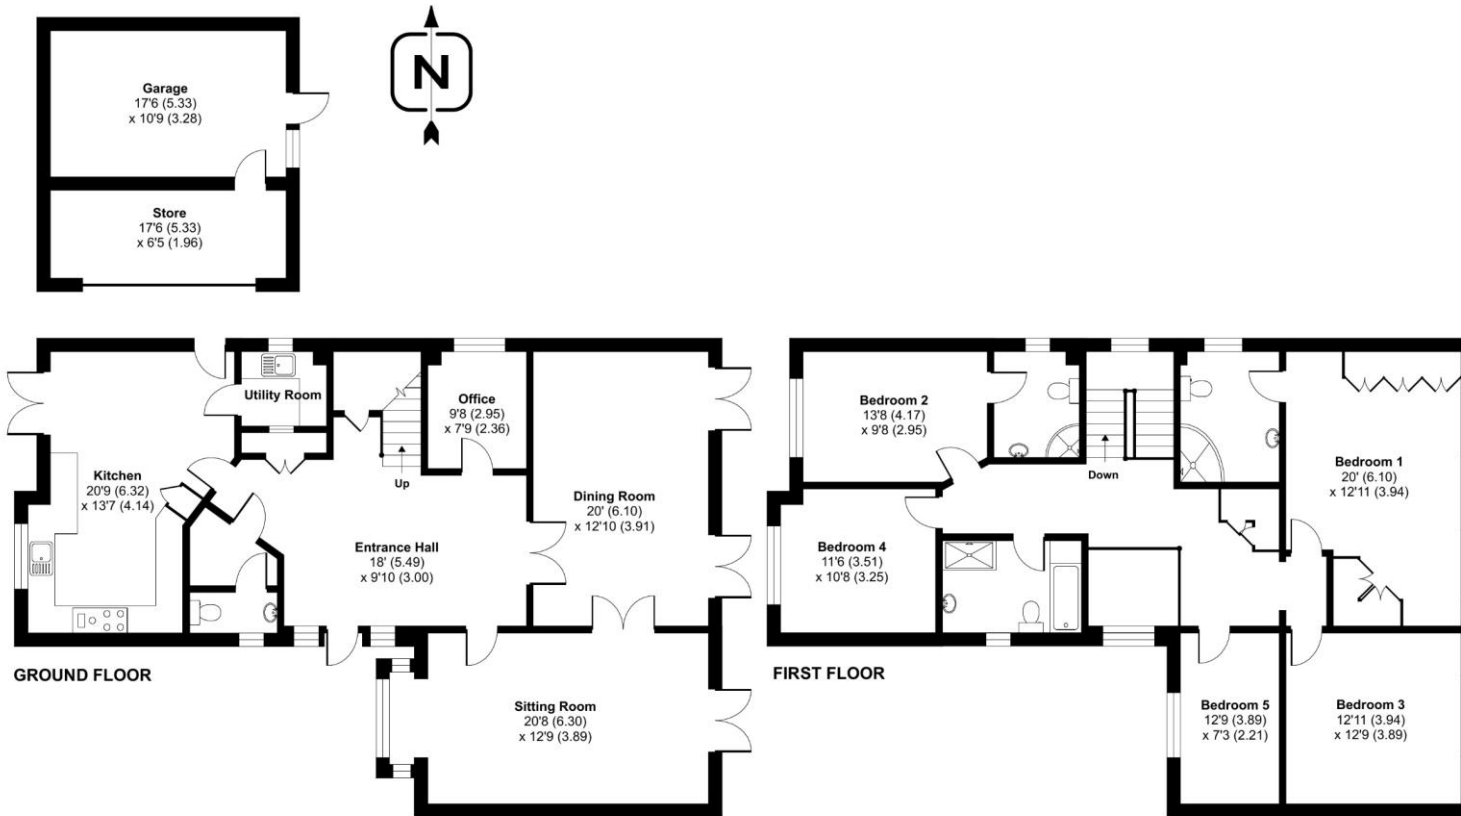 Garage
17'6 (5.33)
x 10'9 (3.28)
N
Store
17'6 (5.33)
x 6'5 (1.96)
Utility Room
Office
9'8 (2.95)
x 7'9 (2.36)
Up
Kitchen
20'9 (6.32)
x 13'7 (4.14)
Dining Room
20' (6.10)
x 12'10 (3.91)
Entrance Hall
18' (5.49)
x 9'10 (3.00)
Sitting Room
20'8 (6.30)
x 12'9 (3.89)
GROUND FLOOR
Bedroom 2
13'8 (4.17)
x 9'8 (2.95)
Down
Bedroom 1
20' (6.10)
x 12'11 (3.94)
Bedroom 4
11'6 (3.51)
x 10'8 (3.25)
Bedroom 5
12'9 (3.89)
x 7'3 (2.21)
Bedroom 3
12'11 (3.94)
x 12'9 (3.89)
FIRST FLOOR